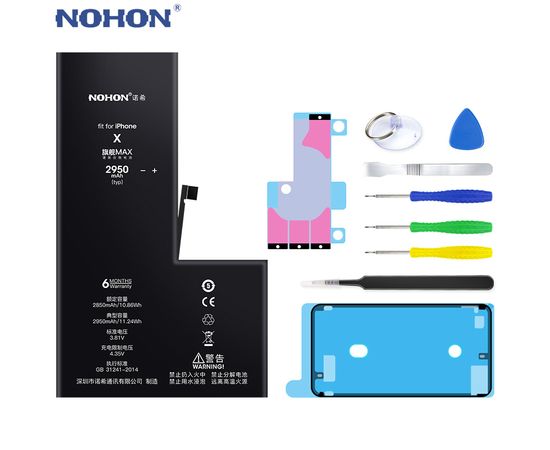 NOHON®
NOHON®诺希
fit for iPhone
X
旗舰MAX
2950 - +
mAh
(typ)
6 MONTHS
Warranty
5
额定容量
2850mAh/10.86Wh
典型容量
2950mAh/11.24Wh
标准电压
3.81V
充电限制电压
4.35V
执行标准
GB 31241-2014
深圳市诺希通讯有限公司 制造
CE
警告
WARNING!
禁止扔入火中 禁止分解电池
禁止用水浸泡 远离高温火源